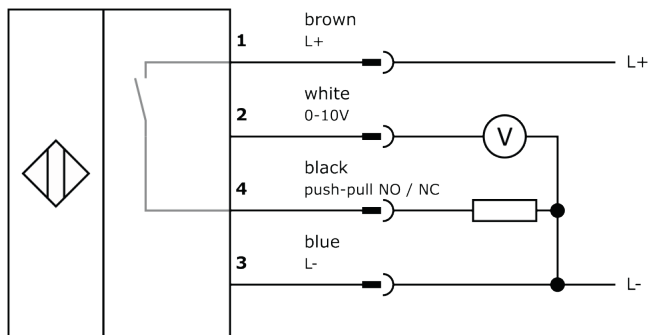 brown
1 L+
L+
white
2 0-10V
V
black
4 push-pull NO / NC
blue
3 L-
L-